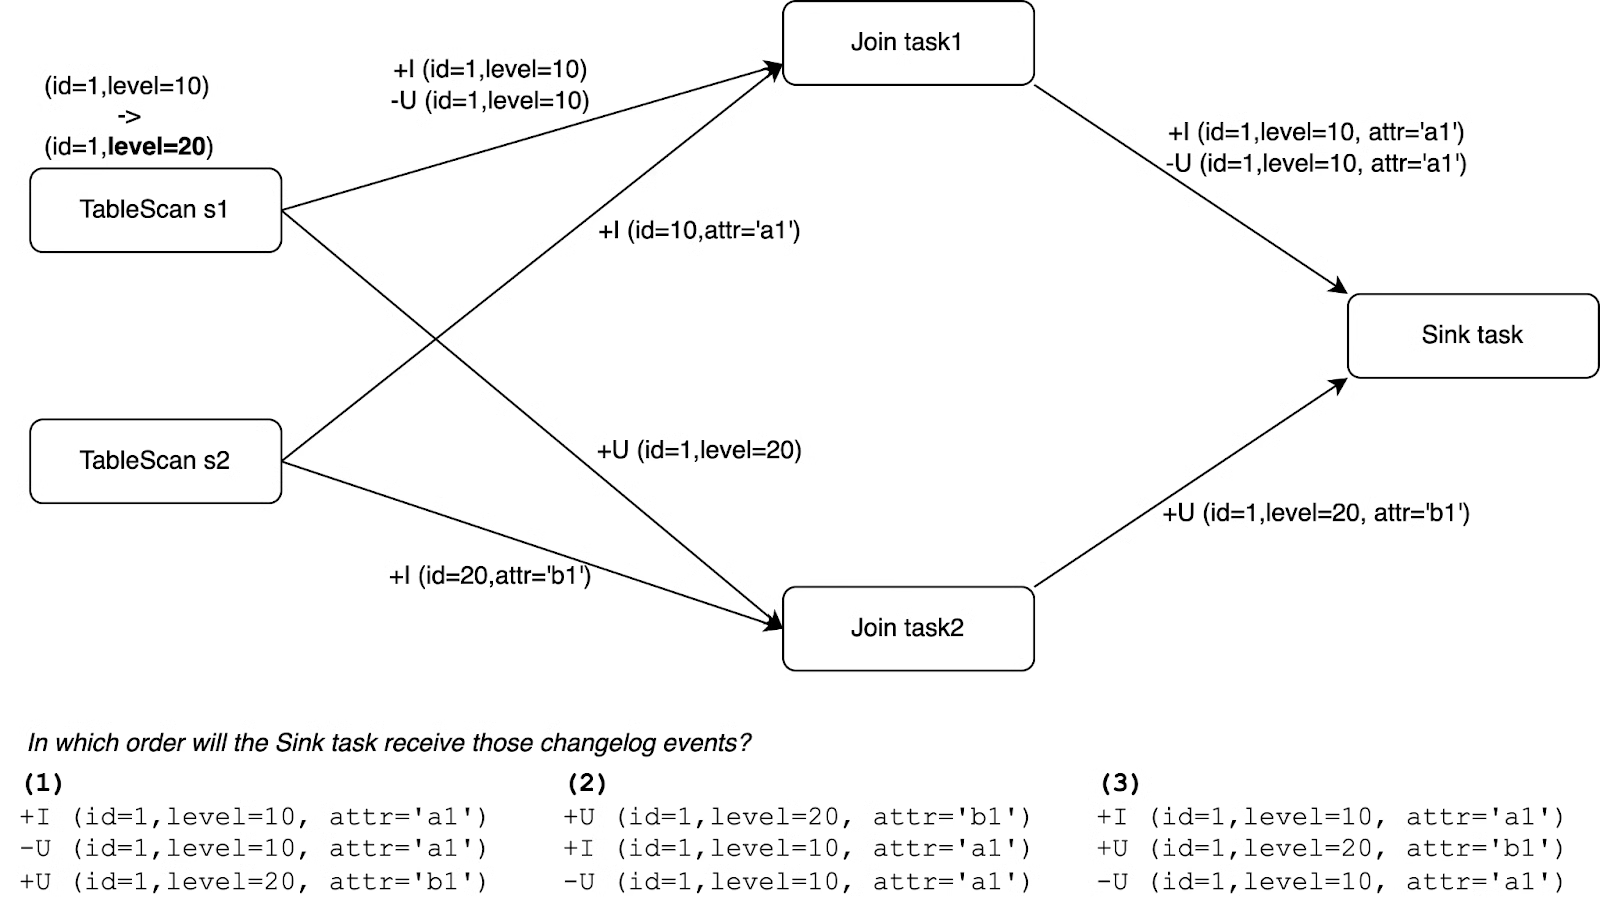 Join task1
+I (id=1,level=10)
-U (id=1,level=10)
(id=1,level=10)
->
(id=1,level=20)
+I (id=1,level=10, attr='a1')
-U (id=1,level=10, attr='a1')
TableScan s1
+I (id=10,attr='a1')
Sink task
+U (id=1,level=20)
TableScan s2
+U (id=1,level=20, attr='b1')
+I (id=20,attr='b1')
Join task2
In which order will the Sink task receive those changelog events?
(1)
+I (id=1,level=10, attr='a1')
-U (id=1,level=10, attr='a1')
+U (id=1,level=20, attr='b1')
(2)
+U (id=1,level=20, attr='b1')
+I (id=1,level=10, attr='a1')
-U (id=1,level=10, attr='a1')
(3)
+I (id=1,level=10, attr='a1')
+U (id=1,level=20, attr='b1')
-U (id=1,level=10, attr='a1')